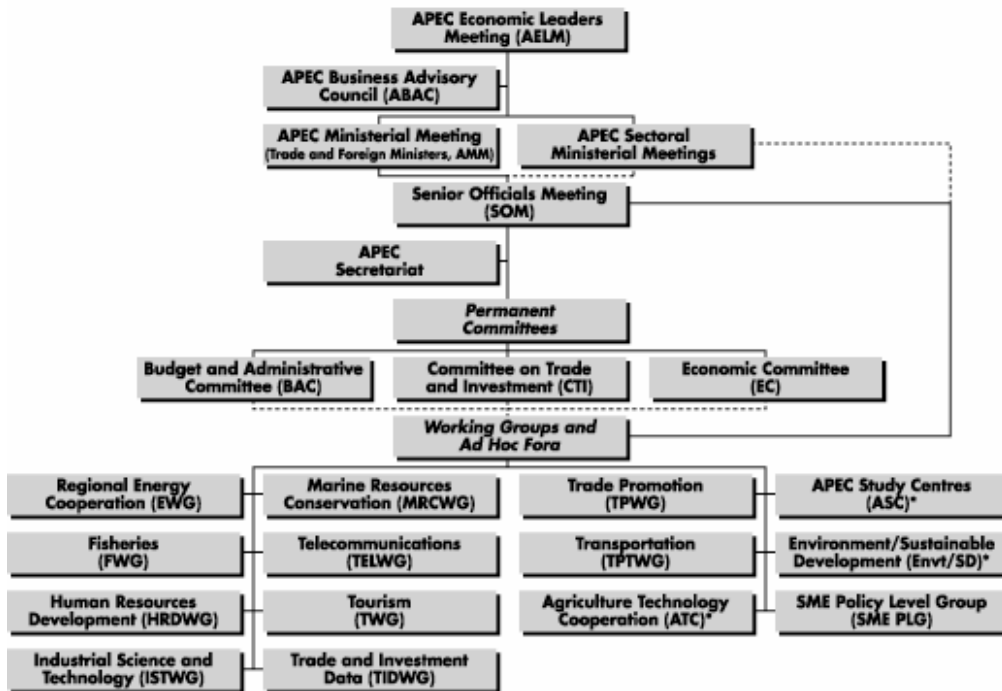 APEC Economic Leaders
Meeting (AELM)
APEC Business Advisory
Council (ABAC)
APEC Ministerial Meeting
(Trade and Foreign Ministers, AMM)
APEC Sectoral
Ministerial Meetings
Senior Officials Meeting
(SOM)
APEC
Secretariat
Permanent
Committees
Budget and Administrative
Committee (BAC)
Committee on Trade
and Investment (CTI)
Economic Committee
(EC)
Working Groups and
Ad Hoc Fora
Regional Energy
Cooperation (EWG)
Marine Resources
Conservation (MRCWG)
Trade Promotion
(TPWG)
APEC Study Centres
(ASC)*
Fisheries
(FWG)
Telecommunications
(TELWG)
Transportation
(TPTWG)
Environment/Sustainable
Development (Envt/SD)*
Human Resources
Development (HRDWG)
Tourism
(TWG)
Agriculture Technology
Cooperation (ATC)*
SME Policy Level Group
(SME PLG)
Industrial Science and
Technology (ISTWG)
Trade and Investment
Data (TIDWG)